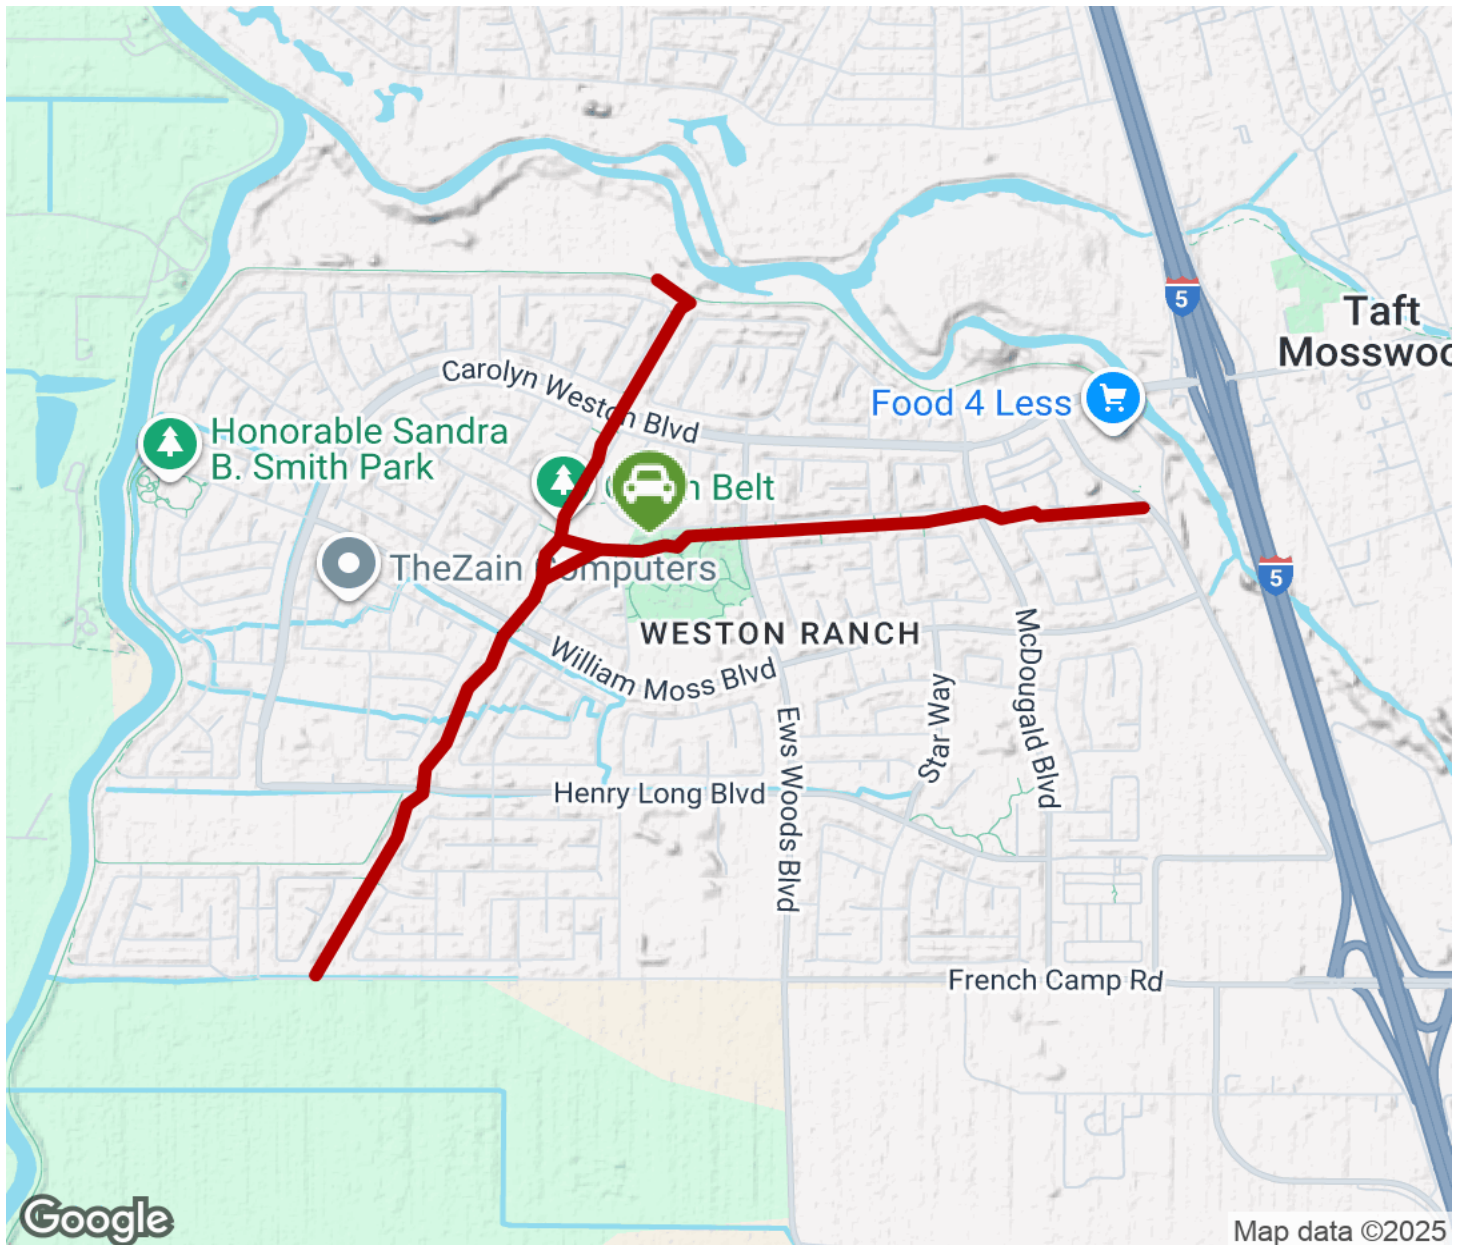 5
Taft
Mosswoo
Carolyn Weston Blvd
Food 4 Less
Honorable Sandra
B. Smith Park
Belt
TheZain Computers
5
WESTON RANCH
William Moss Blvd
McDougald Blvd
Star Way
Ews Woods Blvd
Henry Long Blvd
French Camp Rd
Google
Map data ©2025